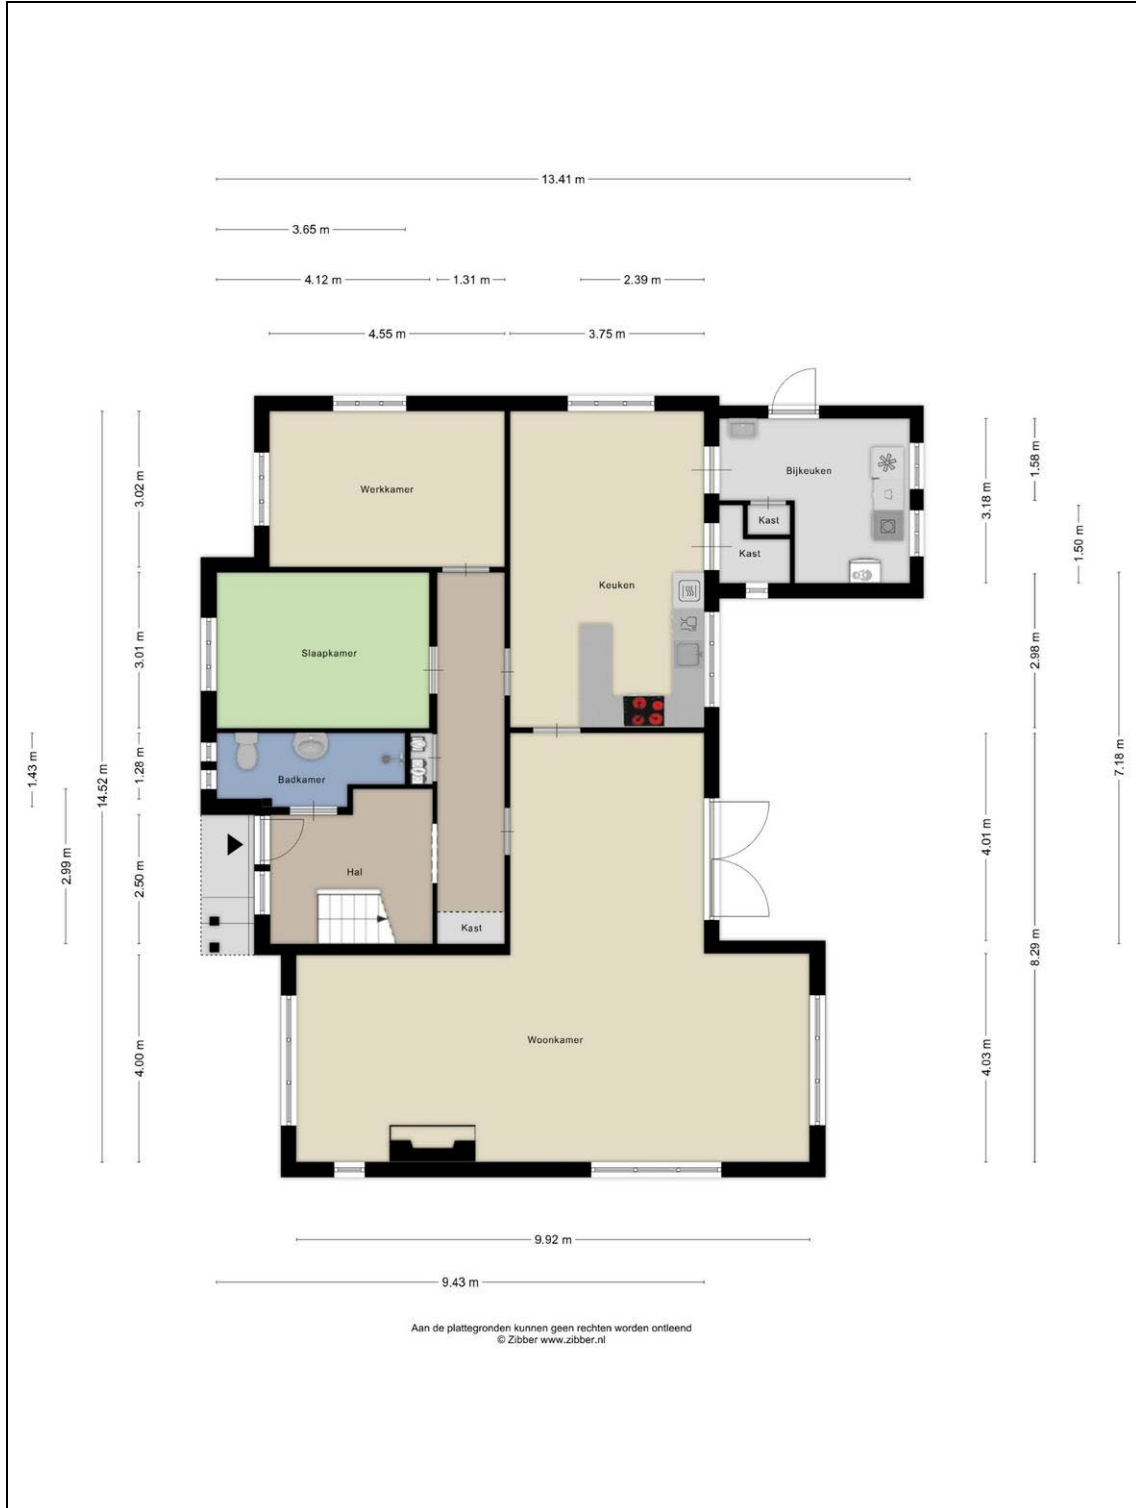 13.41 m
3.65 m
4.12 m
1.31 m
2.39 m
4.55 m
3.75 m
3.02 m
3.01 m
1.28 m
2.50 m
4.00 m
14.52 m
1.43 m
2.99 m
3.18 m
1.58 m
1.50 m
2.98 m
4.01 m
4.03 m
8.29 m
7.18 m
Werkkamer
Bijkeuken
Kast
Kast
Keuken
Slaapkamer
Badkamer
Hal
Kast
Woonkamer
9.92 m
9.43 m
Aan de plattegronden kunnen geen rechten worden ontleend
© Zibber www.zibber.nl